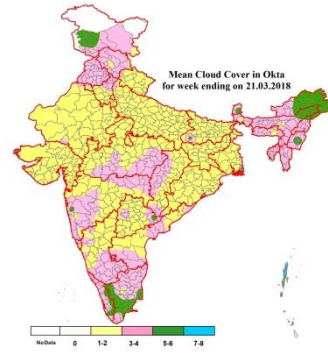 Mean Cloud Cover in Okta
for week ending on 21.03.2018
No Data 0 1-2 3-4 5-6 7-8